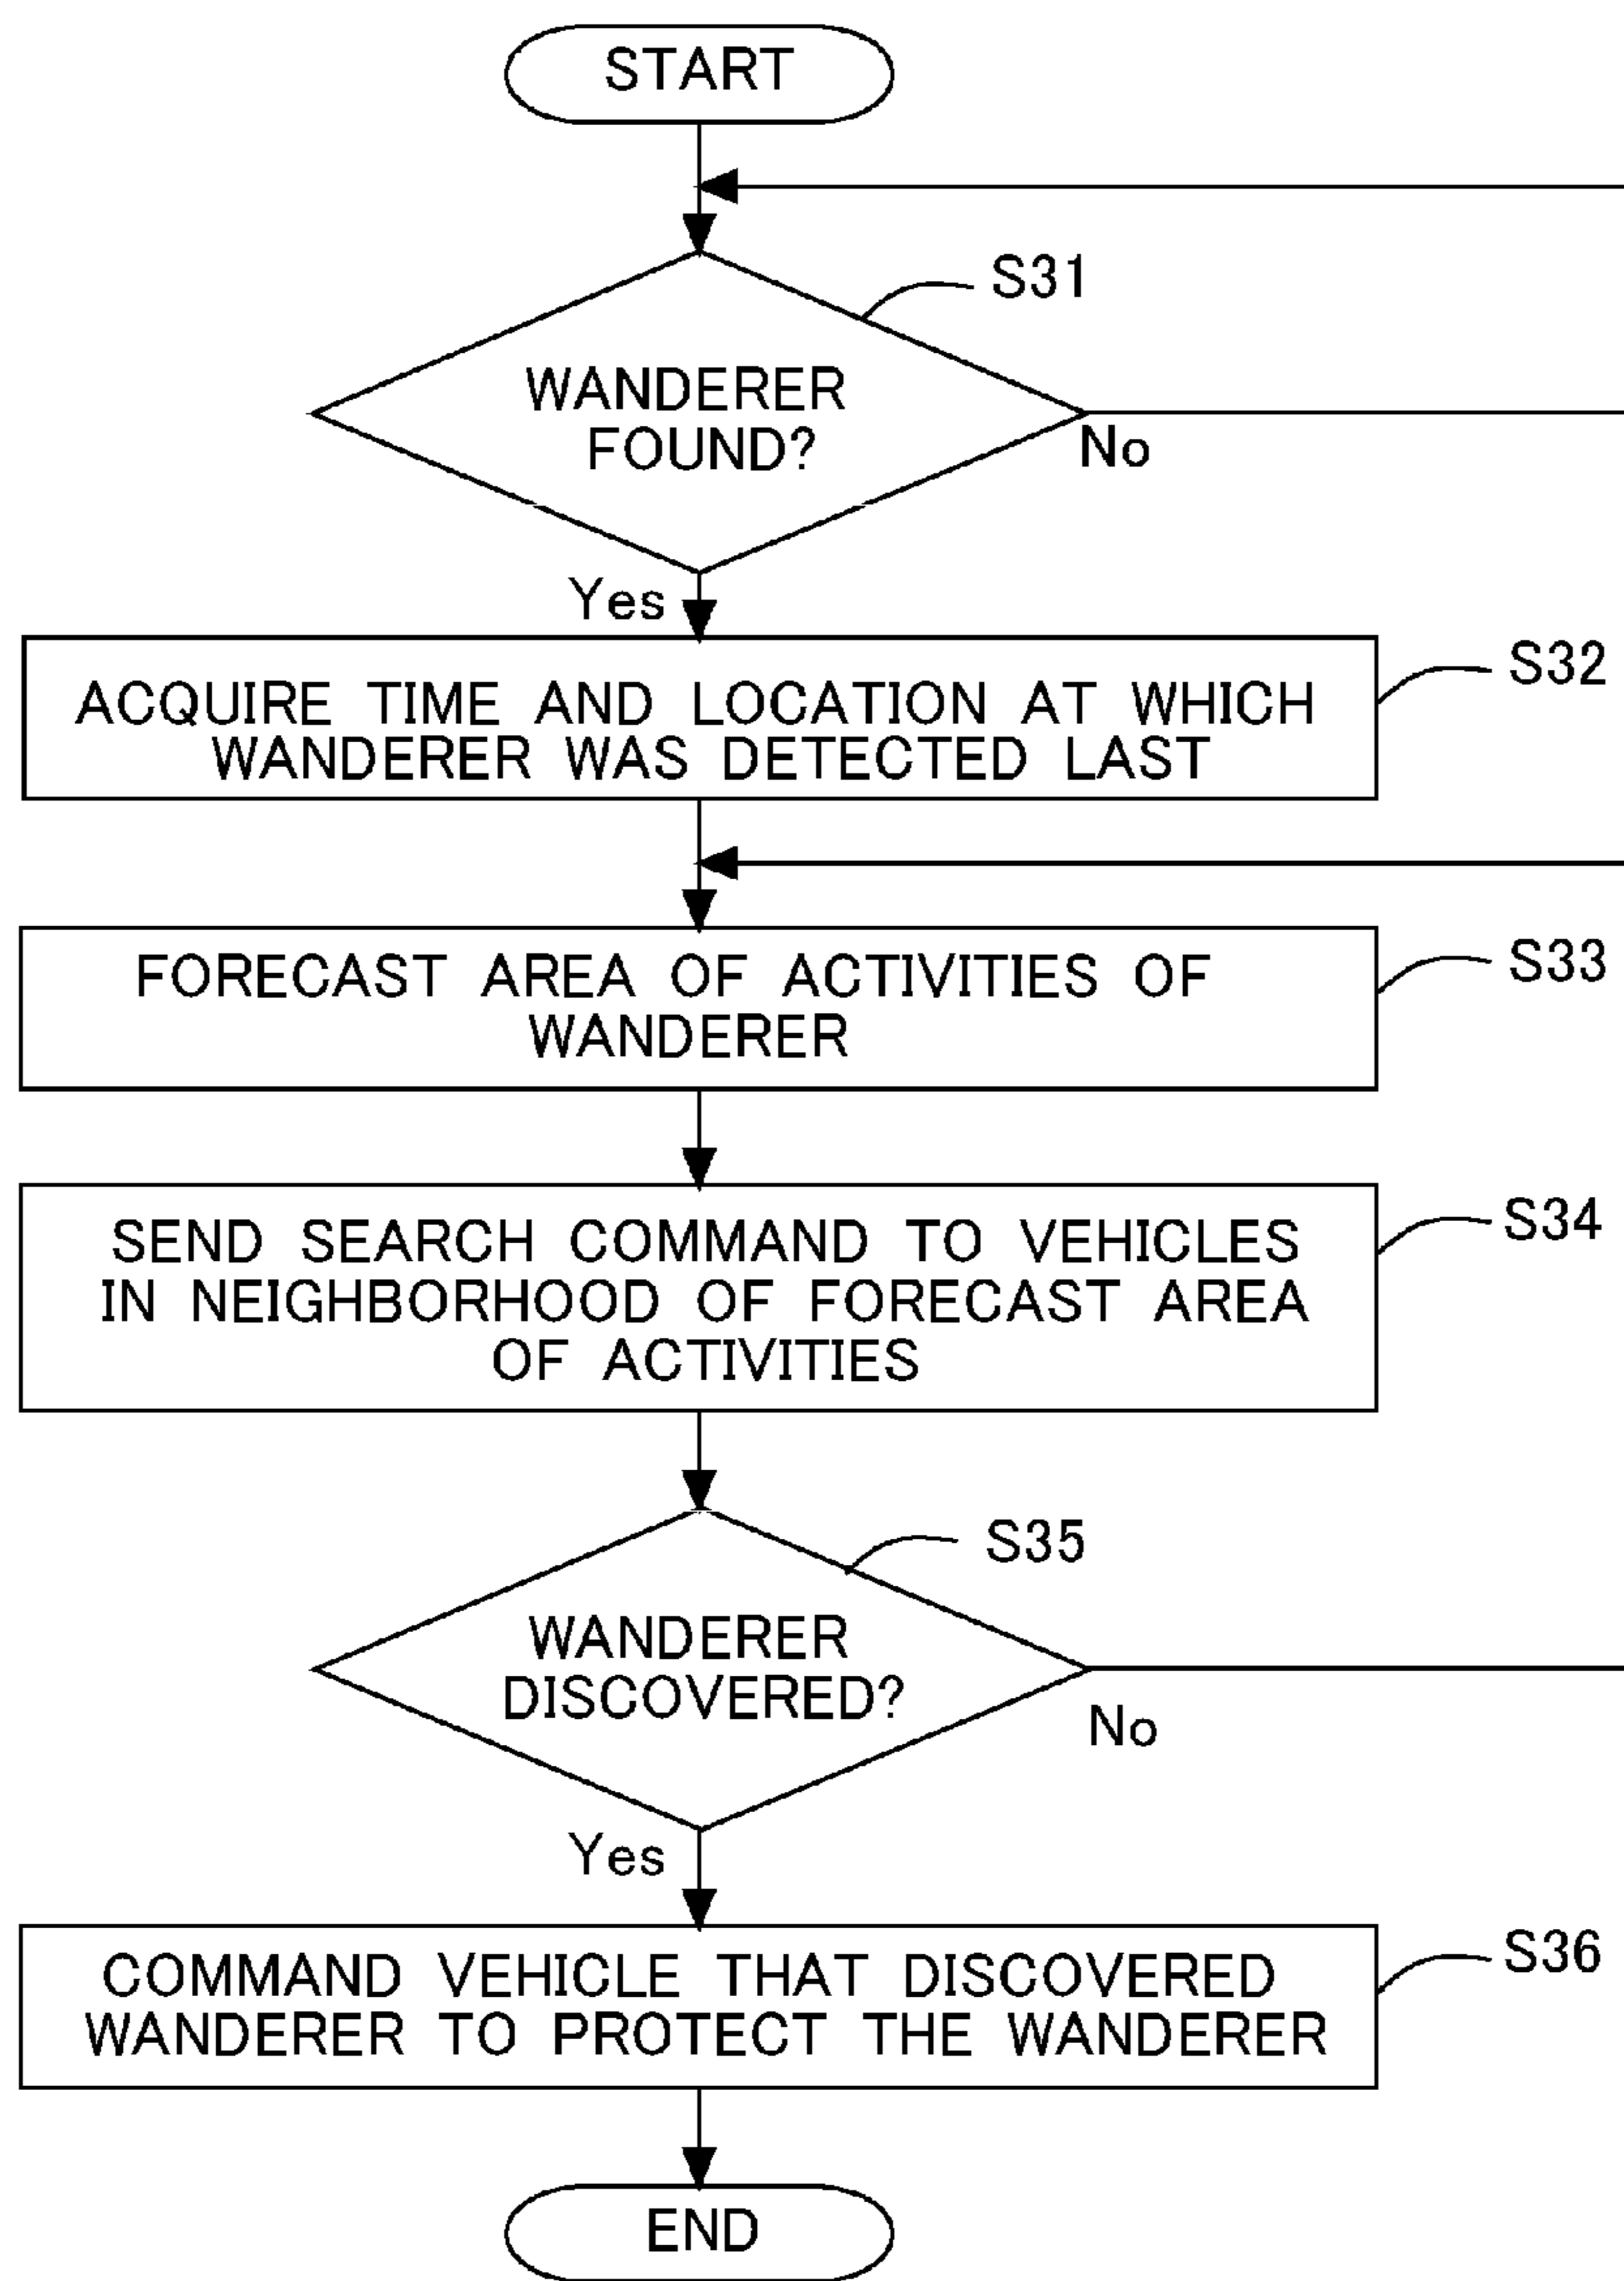 START
S31
WANDERER
FOUND?
No
Yes
S32
ACQUIRE TIME AND LOCATION AT WHICH
WANDERER WAS DETECTED LAST
S33
FORECAST AREA OF ACTIVITIES OF
WANDERER
S34
SEND SEARCH COMMAND TO VEHICLES
IN NEIGHBORHOOD OF FORECAST AREA
OF ACTIVITIES
S35
WANDERER
DISCOVERED?
No
Yes
S36
COMMAND VEHICLE THAT DISCOVERED
WANDERER TO PROTECT THE WANDERER
END